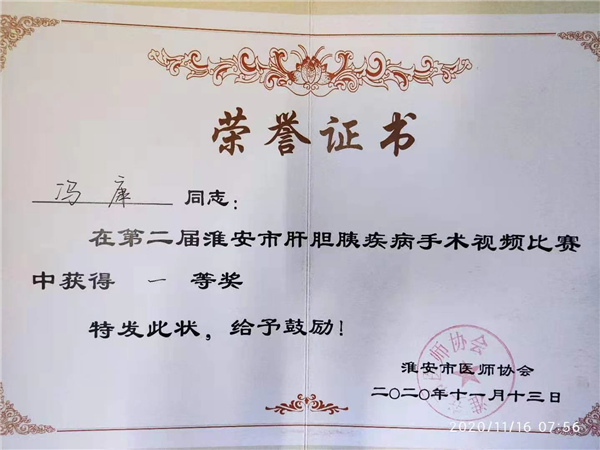 荣誉证书
冯康 同志：
在第二届淮安市肝胆胰疾病手术视频比赛
中获得 一 等奖
特发此状，给予鼓励！
淮安市医师协会
二〇二〇年十一月十三日
2020/11/16 07:56